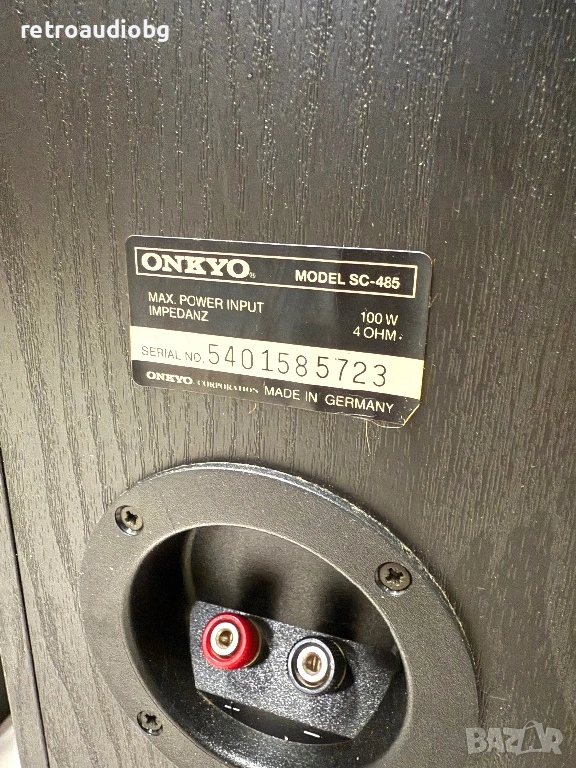 retroaudiobg
ONKYO®
MODEL SC-485
MAX. POWER INPUT 100 W
IMPEDANZ 4 OHM
SERIAL NO. 5401585723
ONKYO CORPORATION MADE IN GERMANY
+ -
BAZAR